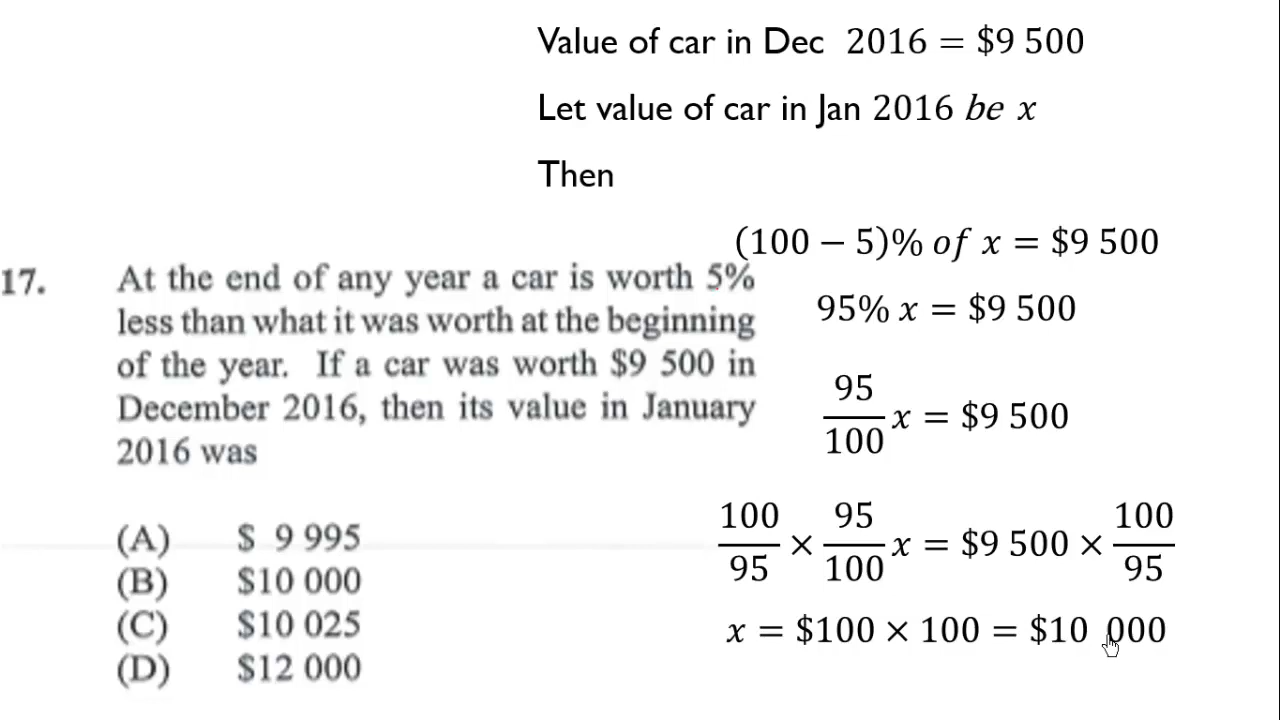 Value of car in Dec 2016 = $9 500
Let value of car in Jan 2016 be x
Then
(100 − 5)% of x = $9 500
95% x = $9 500
95/100 x = $9 500
100/95 × 95/100 x = $9 500 × 100/95
x = $100 × 100 = $10 000
17. At the end of any year a car is worth 5%
less than what it was worth at the beginning
of the year. If a car was worth $9 500 in
December 2016, then its value in January
2016 was
(A) $ 9 995
(B) $10 000
(C) $10 025
(D) $12 000